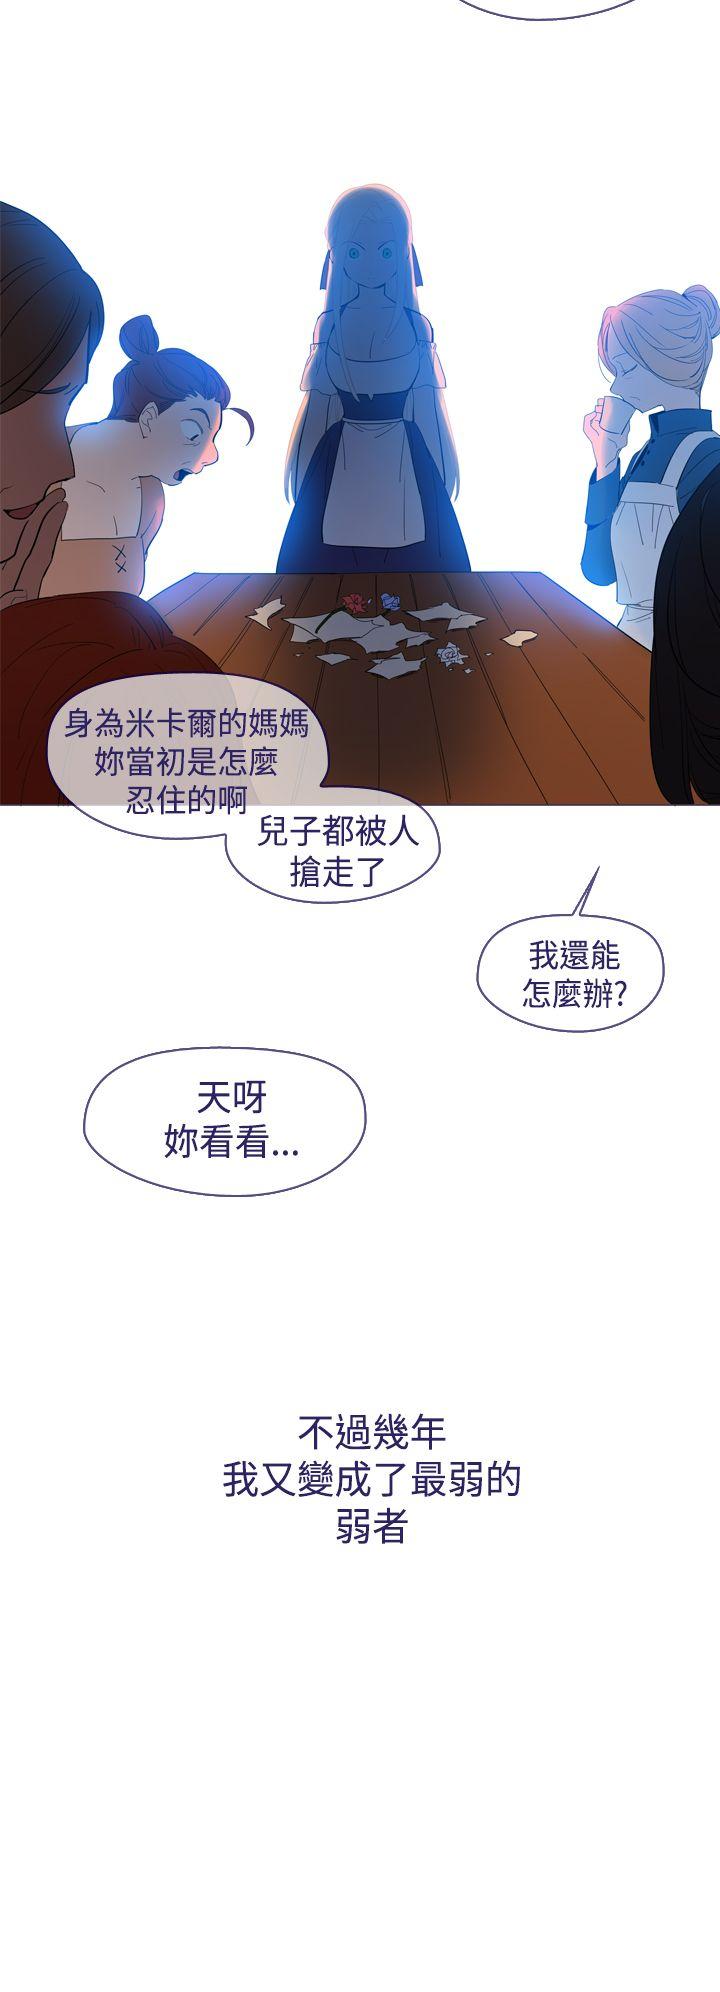 身為米卡爾的媽媽
妳當初是怎麼
忍住的啊
兒子都被人
搶走了
我還能
怎麼辦?
天呀
妳看看...
不過幾年
我又變成了最弱的
弱者